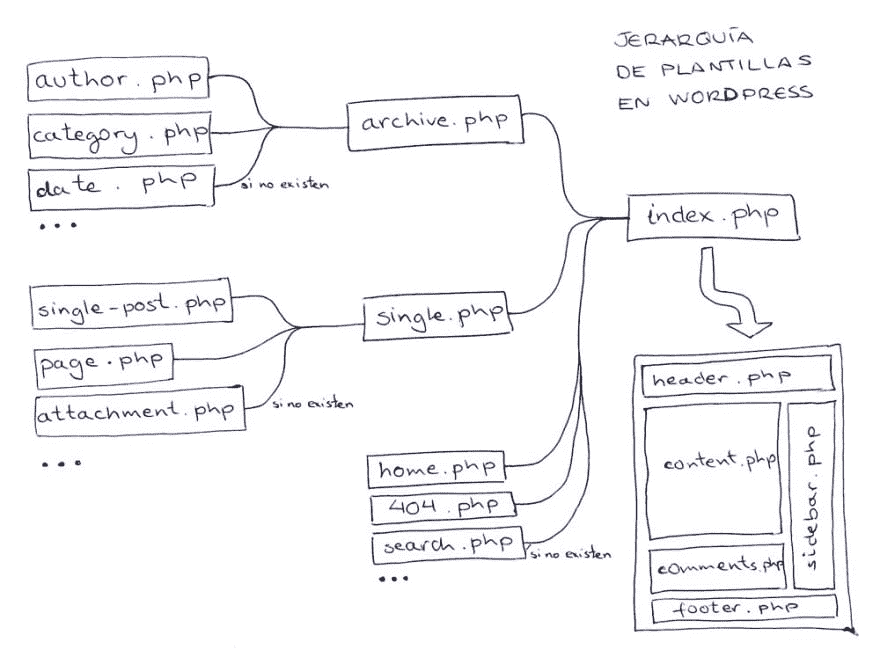 JERARQUÍA
DE PLANTILLAS
EN WORDPRESS
author.php
category.php
date.php
si no existen
...
archive.php
single-post.php
page.php
attachment.php
si no existen
...
single.php
home.php
404.php
search.php
si no existen
...
index.php
header.php
content.php
sidebar.php
comments.php
footer.php